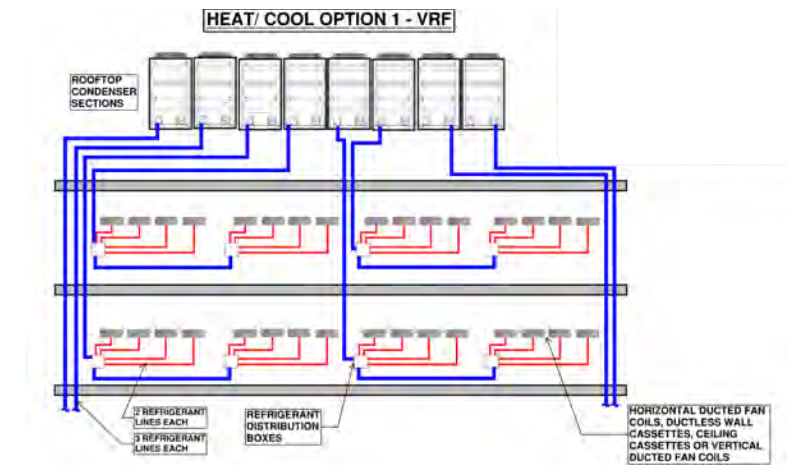 HEAT/ COOL OPTION 1 - VRF
ROOFTOP
CONDENSER
SECTIONS
2 REFRIGERANT
LINES EACH
3 REFRIGERANT
LINES EACH
REFRIGERANT
DISTRIBUTION
BOXES
HORIZONTAL DUCTED FAN
COILS, DUCTLESS WALL
CASSETTES, CEILING
CASSETTES OR VERTICAL
DUCTED FAN COILS